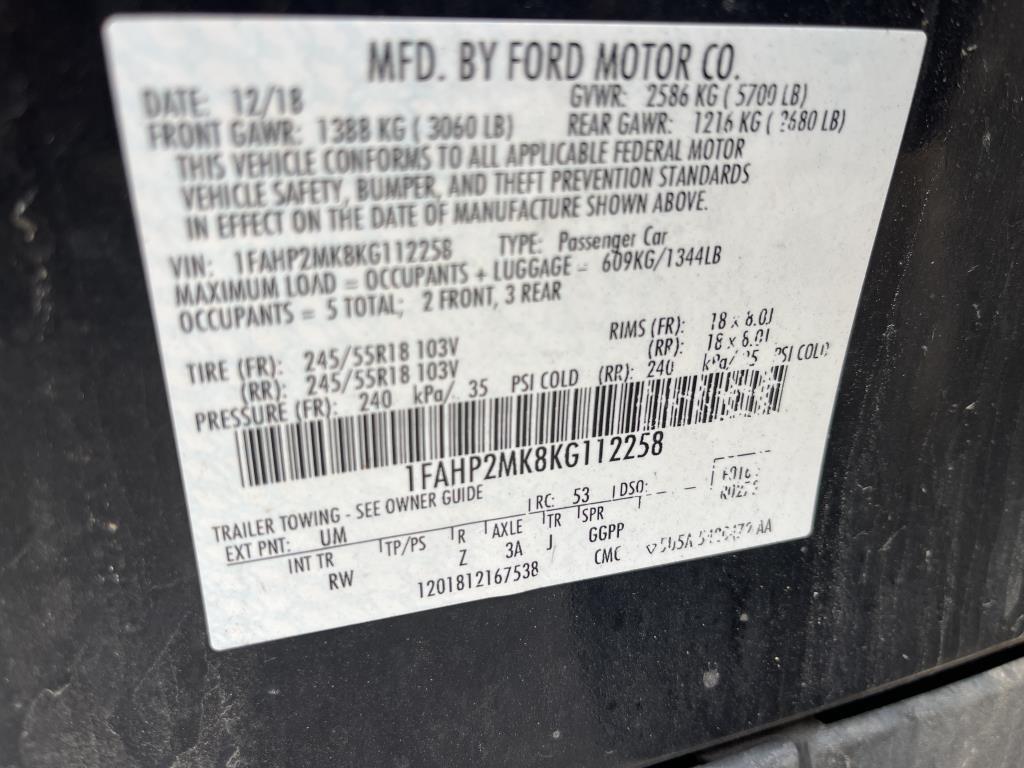 MFD. BY FORD MOTOR CO.
DATE: 12/18 GVWR: 2586 KG ( 5700 LB)
FRONT GAWR: 1388 KG ( 3060 LB) REAR GAWR: 1216 KG ( 2680 LB)
THIS VEHICLE CONFORMS TO ALL APPLICABLE FEDERAL MOTOR
VEHICLE SAFETY, BUMPER, AND THEFT PREVENTION STANDARDS
IN EFFECT ON THE DATE OF MANUFACTURE SHOWN ABOVE.
VIN: 1FAHP2MK8KG112258 TYPE: Passenger Car
MAXIMUM LOAD = OCCUPANTS + LUGGAGE = 609KG/1344LB
OCCUPANTS = 5 TOTAL; 2 FRONT, 3 REAR
TIRE (FR): 245/55R18 103V RIMS (FR): 18 x 8.0J
(RR): 245/55R18 103V (RR): 18 x 8.0J
PRESSURE (FR): 240 kPa/ 35 PSI COLD (RR): 240 kPa/ 35 PSI COLD
1FAHP2MK8KG112258
TRAILER TOWING - SEE OWNER GUIDE RC: 53 DSO:
EXT PNT: UM
INT TR TP/PS R AXLE TR SPR
RW Z 3A J GGPP
1201812167538 CMC